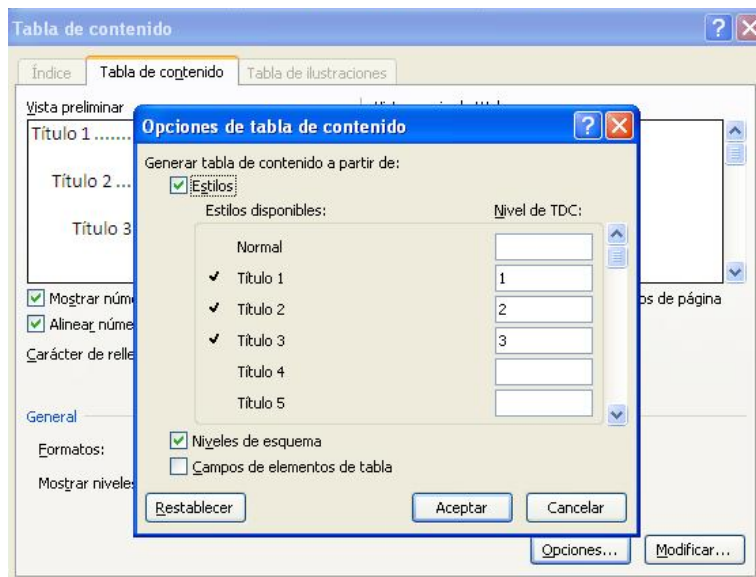 Tabla de contenido
Índice Tabla de contenido Tabla de ilustraciones
Vista preliminar
Título 1 .......
Título 2 ...
Título 3
Opciones de tabla de contenido
Generar tabla de contenido a partir de:
Estilos
Estilos disponibles: Nivel de TDC:
Normal
Título 1 1
Título 2 2
Título 3 3
Título 4
Título 5
Niveles de esquema
Campos de elementos de tabla
Restablecer Aceptar Cancelar
Mostrar núme os de página
Alinear núme
Carácter de relle
General
Formatos:
Mostrar niveles
Opciones... Modificar...